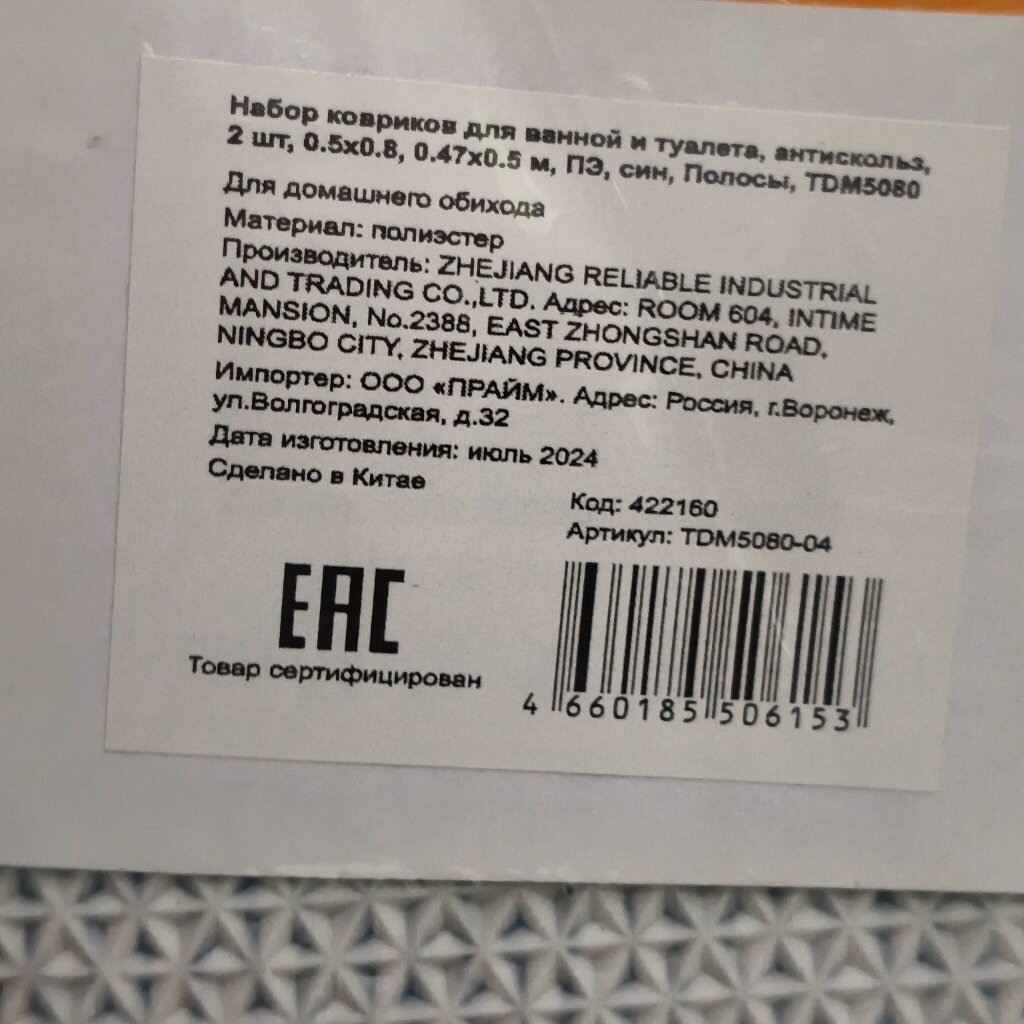 Набор ковриков для ванной и туалета, антискольз,
2 шт, 0.5x0.8, 0.47x0.5 м, ПЭ, син, Полосы, TDM5080
Для домашнего обихода
Материал: полиэстер
Производитель: ZHEJIANG RELIABLE INDUSTRIAL
AND TRADING CO.,LTD. Адрес: ROOM 604, INTIME
MANSION, No.2388, EAST ZHONGSHAN ROAD,
NINGBO CITY, ZHEJIANG PROVINCE, CHINA
Импортер: ООО «ПРАЙМ». Адрес: Россия, г.Воронеж,
ул.Волгоградская, д.32
Дата изготовления: июль 2024
Сделано в Китае
Код: 422160
Артикул: TDM5080-04
EAC
Товар сертифицирован
4 660185 506153